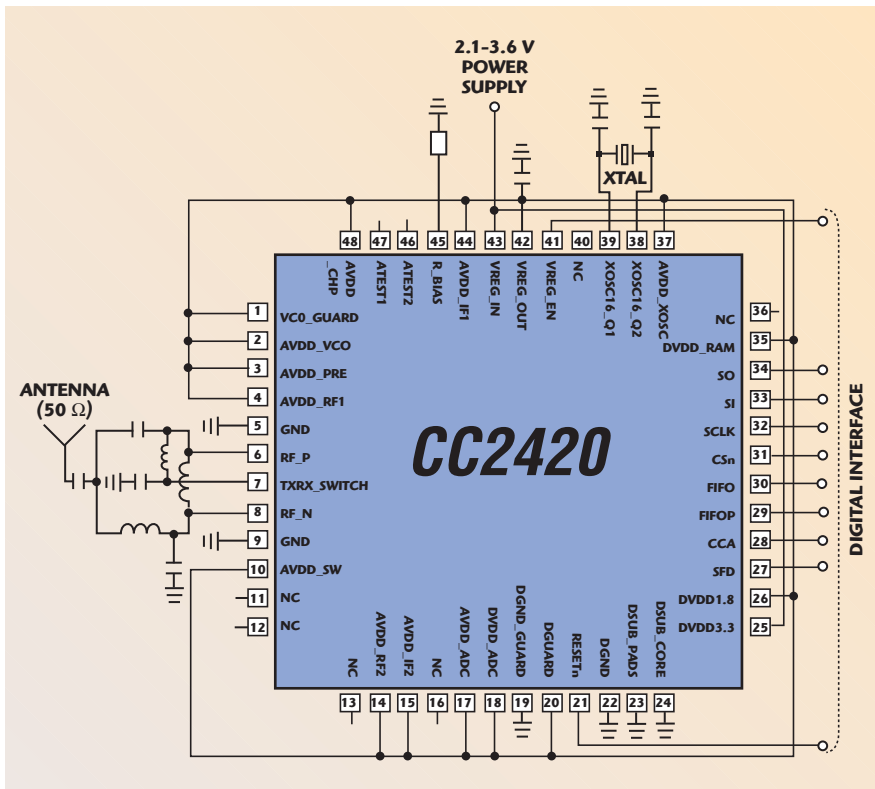 2.1–3.6 V
POWER
SUPPLY
XTAL
48 47 46 45 44 43 42 41 40 39 38 37
AVDD
_CHP
ATEST1
ATEST2
R_BIAS
AVDD_IF1
VREG_IN
VREG_OUT
VREG_EN
NC
XOSC16_Q1
XOSC16_Q2
AVDD_XOSC
1 VC0_GUARD
2 AVDD_VCO
3 AVDD_PRE
4 AVDD_RF1
5 GND
6 RF_P
7 TXRX_SWITCH
8 RF_N
9 GND
10 AVDD_SW
11 NC
12 NC
ANTENNA
(50 Ω)
CC2420
NC 36
DVDD_RAM 35
SO 34
SI 33
SCLK 32
CSn 31
FIFO 30
FIFOP 29
CCA 28
SFD 27
DVDD1.8 26
DVDD3.3 25
DIGITAL INTERFACE
NC
AVDD_RF2
AVDD_IF2
NC
AVDD_ADC
DVDD_ADC
DGND_GUARD
DGUARD
RESETn
DGND
DSUB_PADS
DSUB_CORE
13 14 15 16 17 18 19 20 21 22 23 24